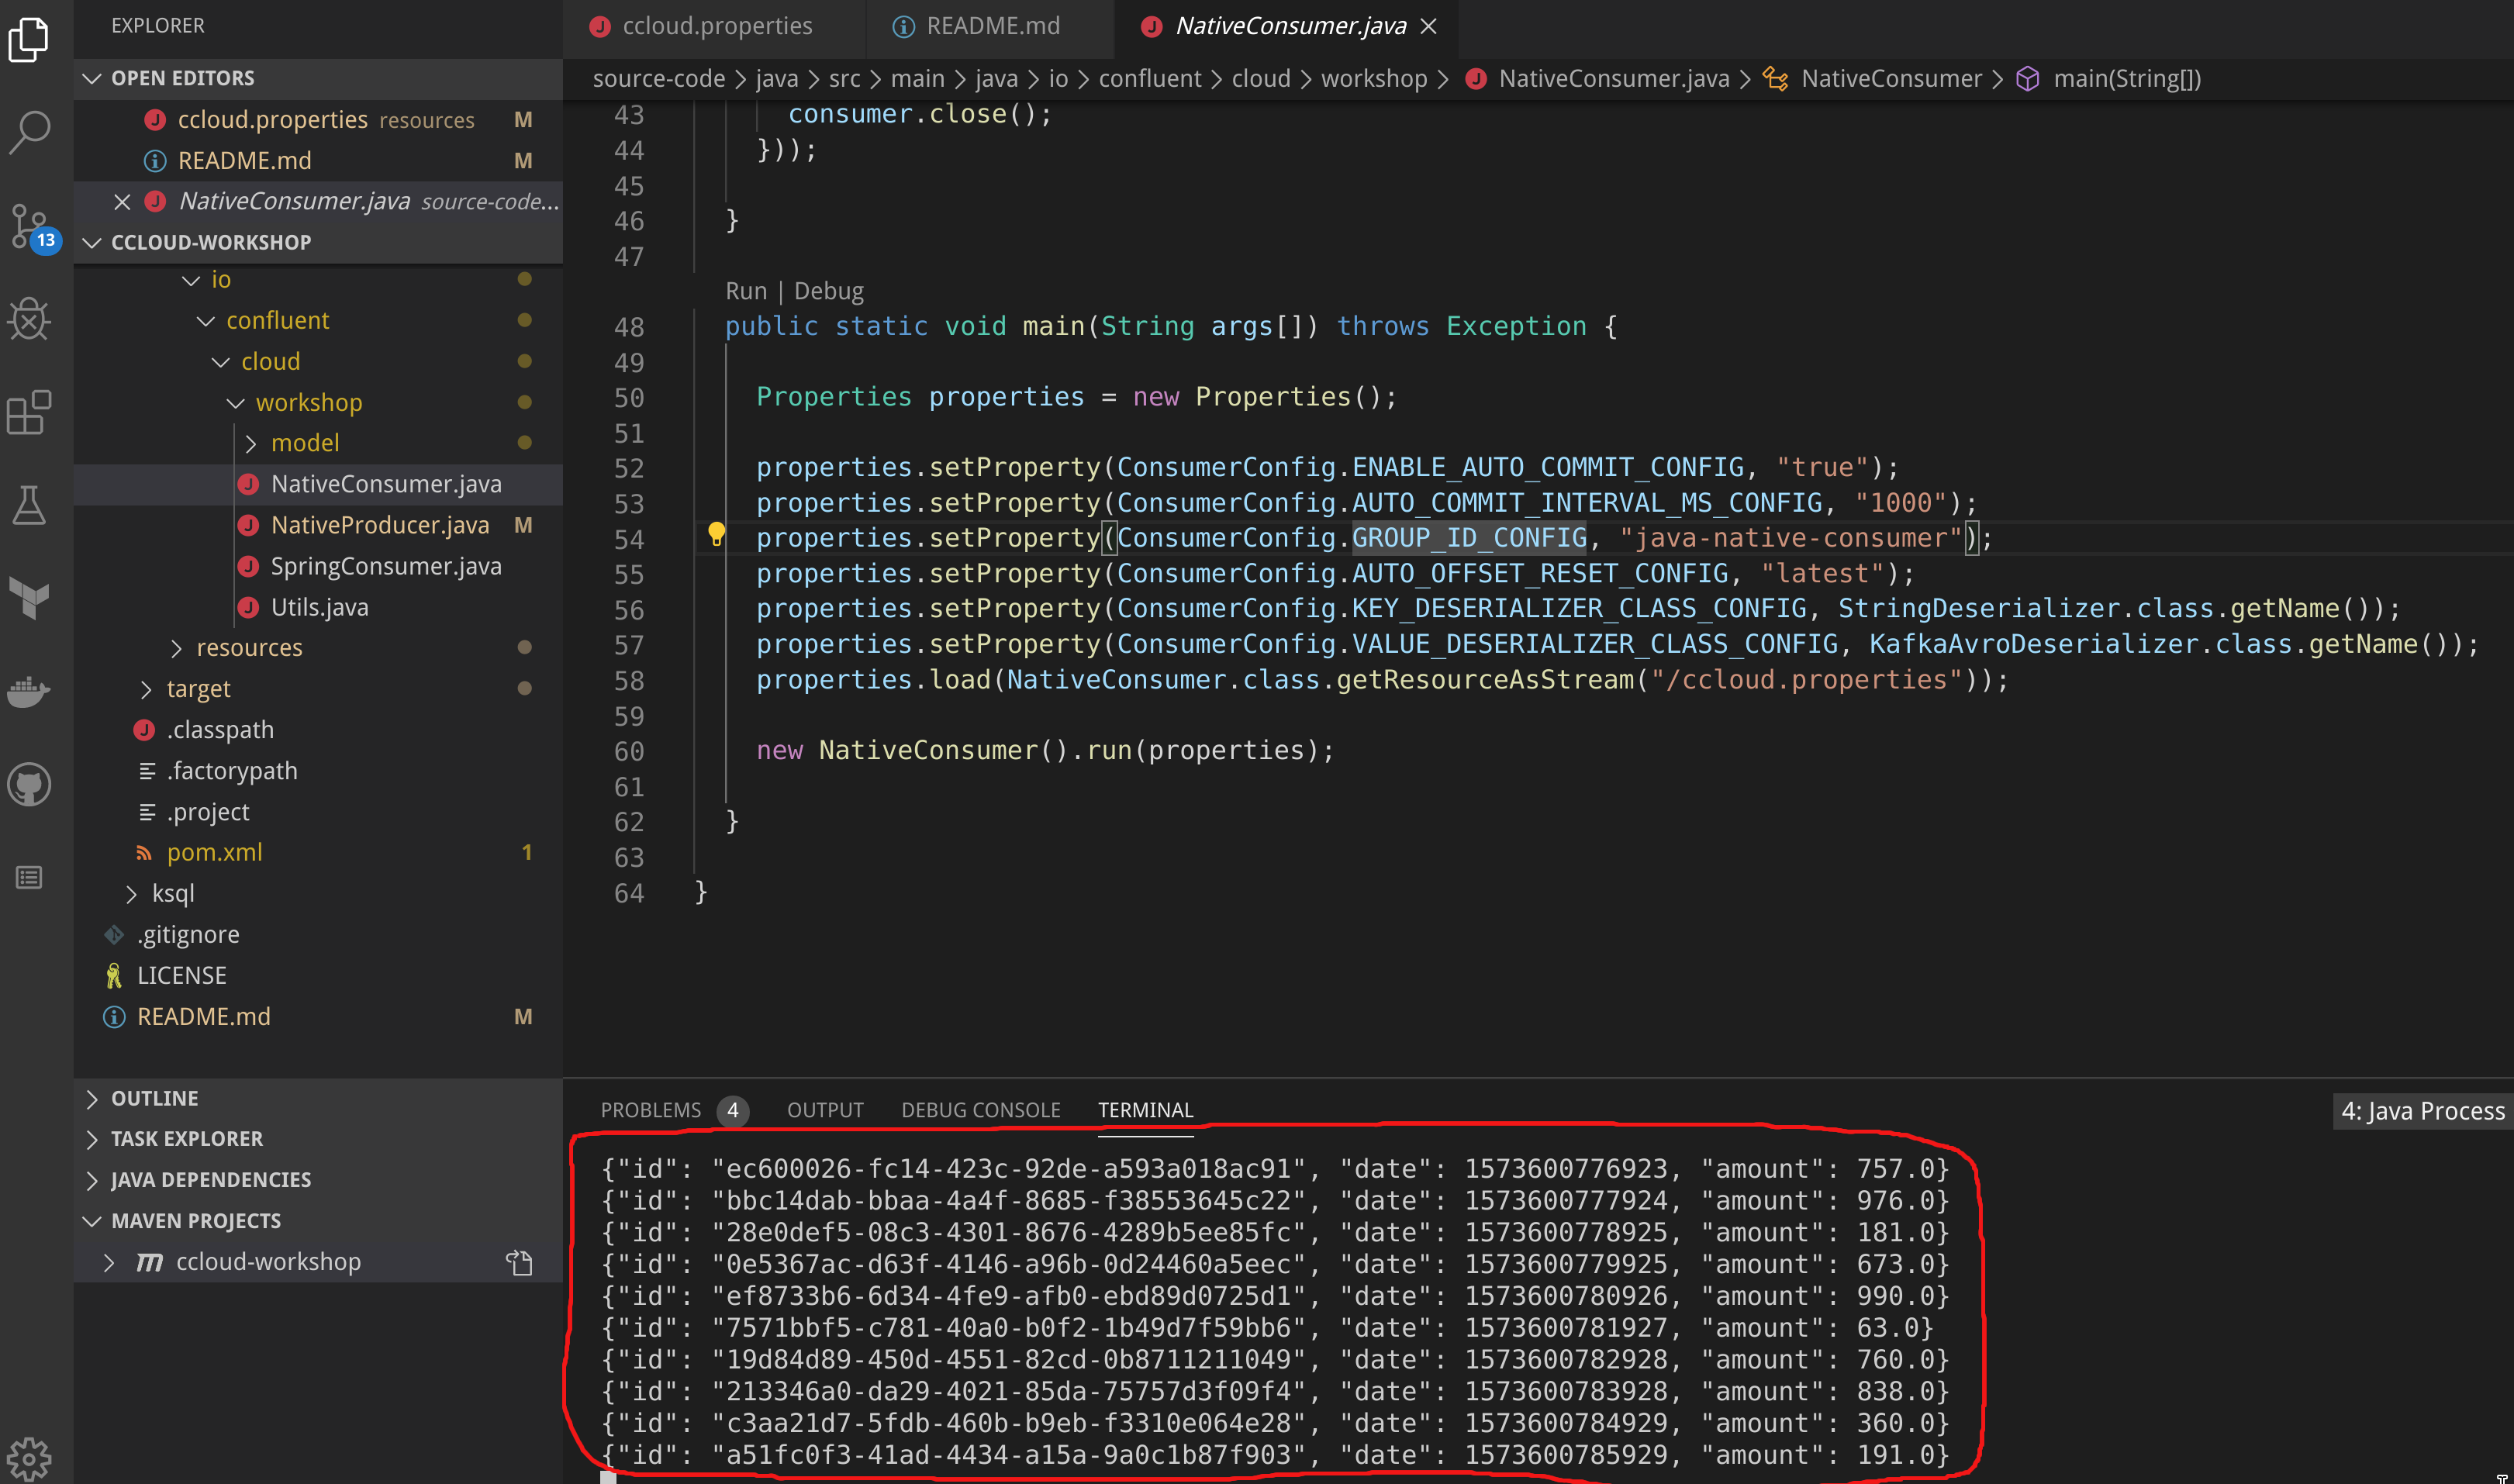 EXPLORER
OPEN EDITORS
ccloud.properties resources M
README.md M
NativeConsumer.java source-code...
CCLOUD-WORKSHOP
io
confluent
cloud
workshop
model
NativeConsumer.java
NativeProducer.java M
SpringConsumer.java
Utils.java
resources
target
.classpath
.factorypath
.project
pom.xml 1
ksql
.gitignore
LICENSE
README.md M
OUTLINE
TASK EXPLORER
JAVA DEPENDENCIES
MAVEN PROJECTS
ccloud-workshop
13
ccloud.properties README.md NativeConsumer.java
source-code > java > src > main > java > io > confluent > cloud > workshop > NativeConsumer.java > NativeConsumer > main(String[])
43 consumer.close();
44 }));
45
46 }
47
Run | Debug
48 public static void main(String args[]) throws Exception {
49
50 Properties properties = new Properties();
51
52 properties.setProperty(ConsumerConfig.ENABLE_AUTO_COMMIT_CONFIG, "true");
53 properties.setProperty(ConsumerConfig.AUTO_COMMIT_INTERVAL_MS_CONFIG, "1000");
54 properties.setProperty(ConsumerConfig.GROUP_ID_CONFIG, "java-native-consumer");
55 properties.setProperty(ConsumerConfig.AUTO_OFFSET_RESET_CONFIG, "latest");
56 properties.setProperty(ConsumerConfig.KEY_DESERIALIZER_CLASS_CONFIG, StringDeserializer.class.getName());
57 properties.setProperty(ConsumerConfig.VALUE_DESERIALIZER_CLASS_CONFIG, KafkaAvroDeserializer.class.getName());
58 properties.load(NativeConsumer.class.getResourceAsStream("/ccloud.properties"));
59
60 new NativeConsumer().run(properties);
61
62 }
63
64 }
PROBLEMS 4 OUTPUT DEBUG CONSOLE TERMINAL 4: Java Process
{"id": "ec600026-fc14-423c-92de-a593a018ac91", "date": 1573600776923, "amount": 757.0}
{"id": "bbc14dab-bbaa-4a4f-8685-f38553645c22", "date": 1573600777924, "amount": 976.0}
{"id": "28e0def5-08c3-4301-8676-4289b5ee85fc", "date": 1573600778925, "amount": 181.0}
{"id": "0e5367ac-d63f-4146-a96b-0d24460a5eec", "date": 1573600779925, "amount": 673.0}
{"id": "ef8733b6-6d34-4fe9-afb0-ebd89d0725d1", "date": 1573600780926, "amount": 990.0}
{"id": "7571bbf5-c781-40a0-b0f2-1b49d7f59bb6", "date": 1573600781927, "amount": 63.0}
{"id": "19d84d89-450d-4551-82cd-0b8711211049", "date": 1573600782928, "amount": 760.0}
{"id": "213346a0-da29-4021-85da-75757d3f09f4", "date": 1573600783928, "amount": 838.0}
{"id": "c3aa21d7-5fdb-460b-b9eb-f3310e064e28", "date": 1573600784929, "amount": 360.0}
{"id": "a51fc0f3-41ad-4434-a15a-9a0c1b87f903", "date": 1573600785929, "amount": 191.0}